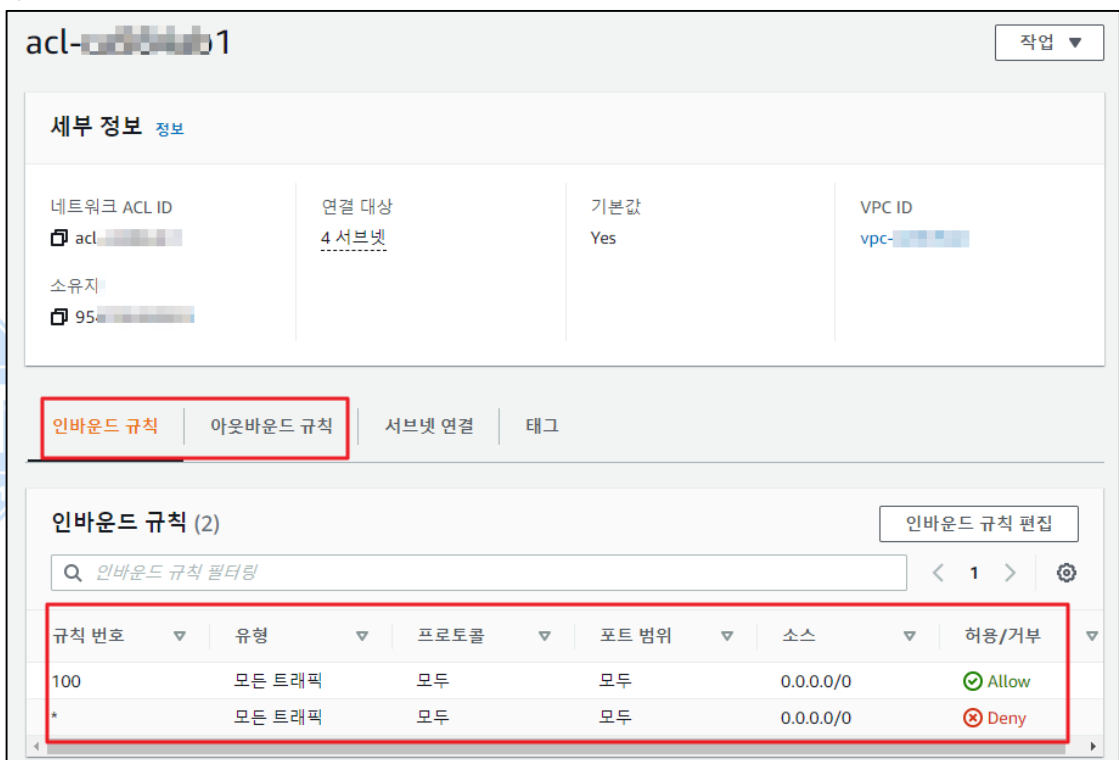 acl- 1
작업
세부 정보 정보
네트워크 ACL ID 연결 대상 기본값 VPC ID
acl 4 서브넷 Yes vpc-
소유자
95
인바운드 규칙 아웃바운드 규칙 서브넷 연결 태그
인바운드 규칙 (2) 인바운드 규칙 편집
인바운드 규칙 필터링 1
규칙 번호 유형 프로토콜 포트 범위 소스 허용/거부
100 모든 트래픽 모두 모두 0.0.0.0/0 Allow
* 모든 트래픽 모두 모두 0.0.0.0/0 Deny